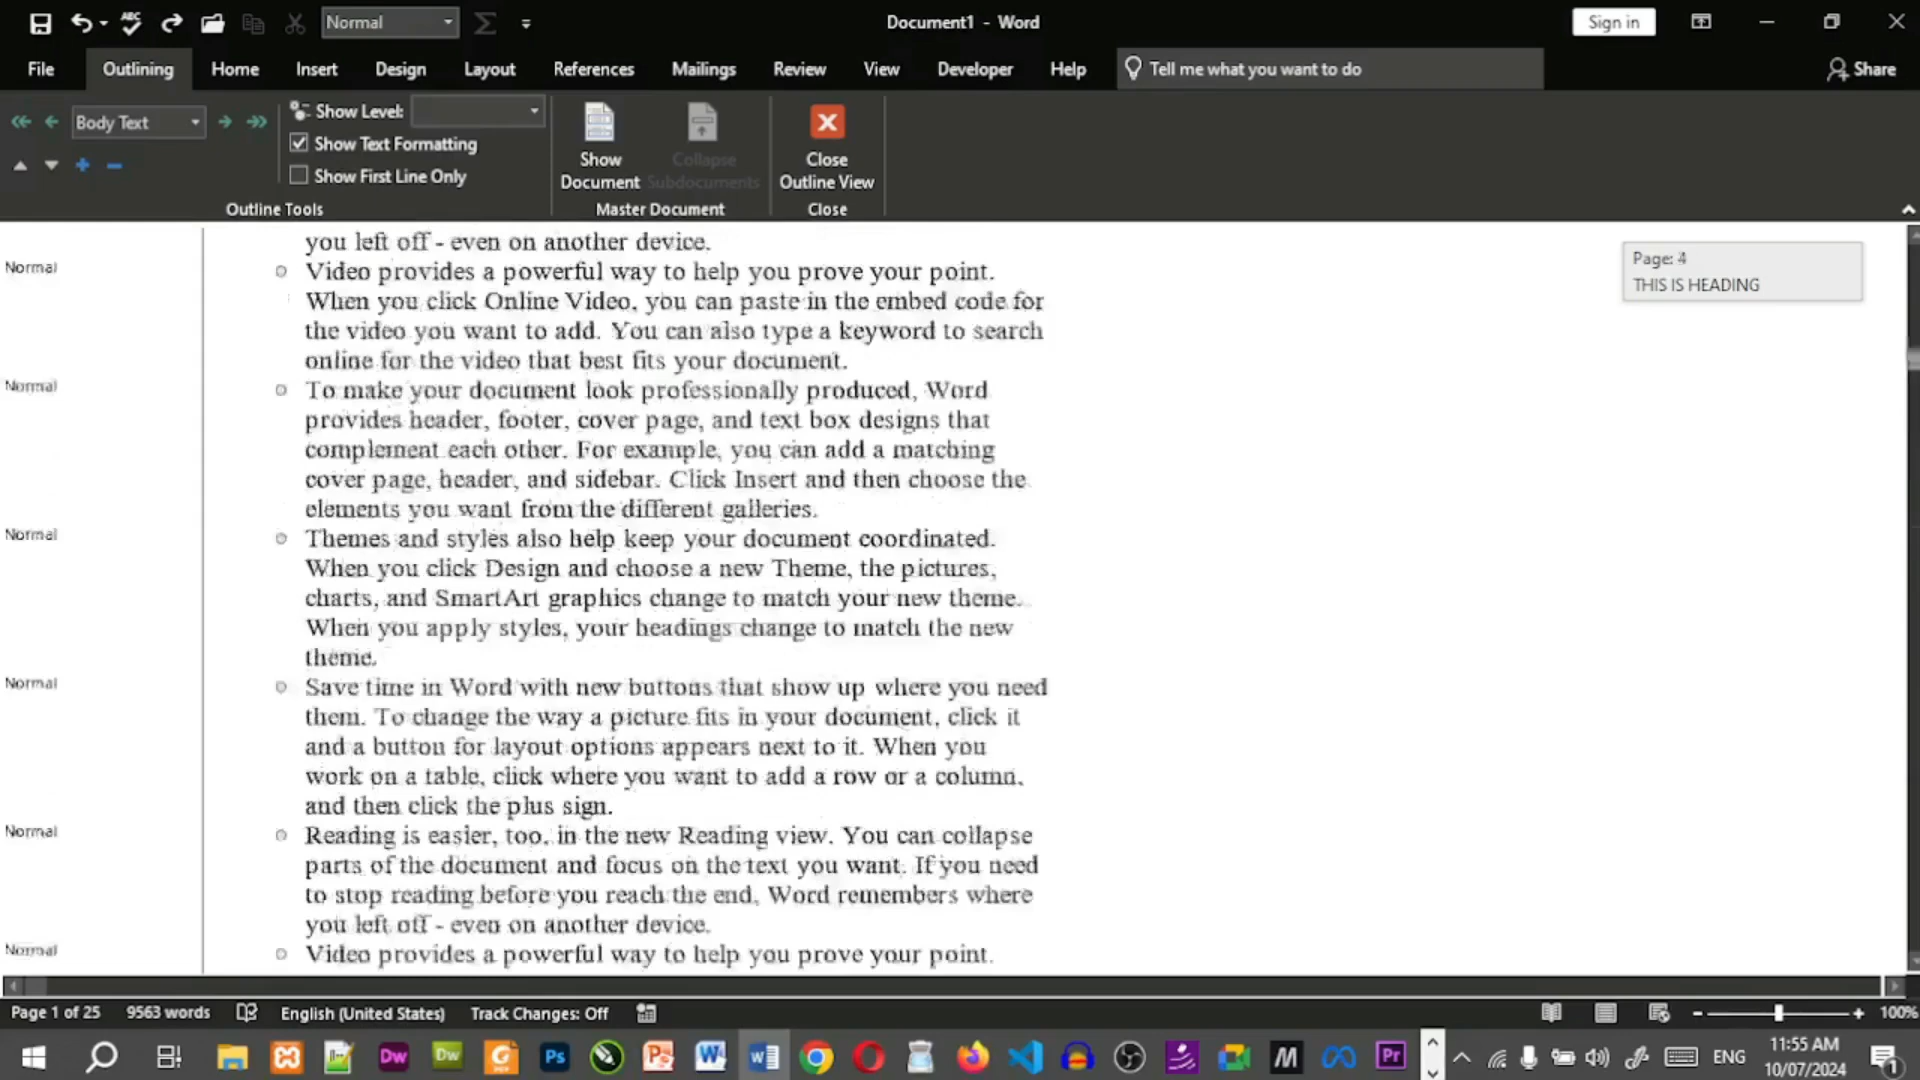 Normal
Document1 - Word
Sign in
File Outlining Home Insert Design Layout References Mailings Review View Developer Help Tell me what you want to do Share
Body Text
Show Level:
Show Text Formatting
Show First Line Only
Outline Tools
Show Document
Collapse Subdocuments
Master Document
Close Outline View
Close
you left off - even on another device.
Normal
Video provides a powerful way to help you prove your point.
When you click Online Video, you can paste in the embed code for
the video you want to add. You can also type a keyword to search
online for the video that best fits your document.
Normal
To make your document look professionally produced, Word
provides header, footer, cover page, and text box designs that
complement each other. For example, you can add a matching
cover page, header, and sidebar. Click Insert and then choose the
elements you want from the different galleries.
Normal
Themes and styles also help keep your document coordinated.
When you click Design and choose a new Theme, the pictures,
charts, and SmartArt graphics change to match your new theme.
When you apply styles, your headings change to match the new
theme.
Normal
Save time in Word with new buttons that show up where you need
them. To change the way a picture fits in your document, click it
and a button for layout options appears next to it. When you
work on a table, click where you want to add a row or a column,
and then click the plus sign.
Normal
Reading is easier, too, in the new Reading view. You can collapse
parts of the document and focus on the text you want. If you need
to stop reading before you reach the end, Word remembers where
you left off - even on another device.
Normal
Video provides a powerful way to help you prove your point.
Page: 4
THIS IS HEADING
Page 1 of 25 9563 words English (United States) Track Changes: Off 100%
Dw Dw Ps Pr ENG
11:55 AM
10/07/2024